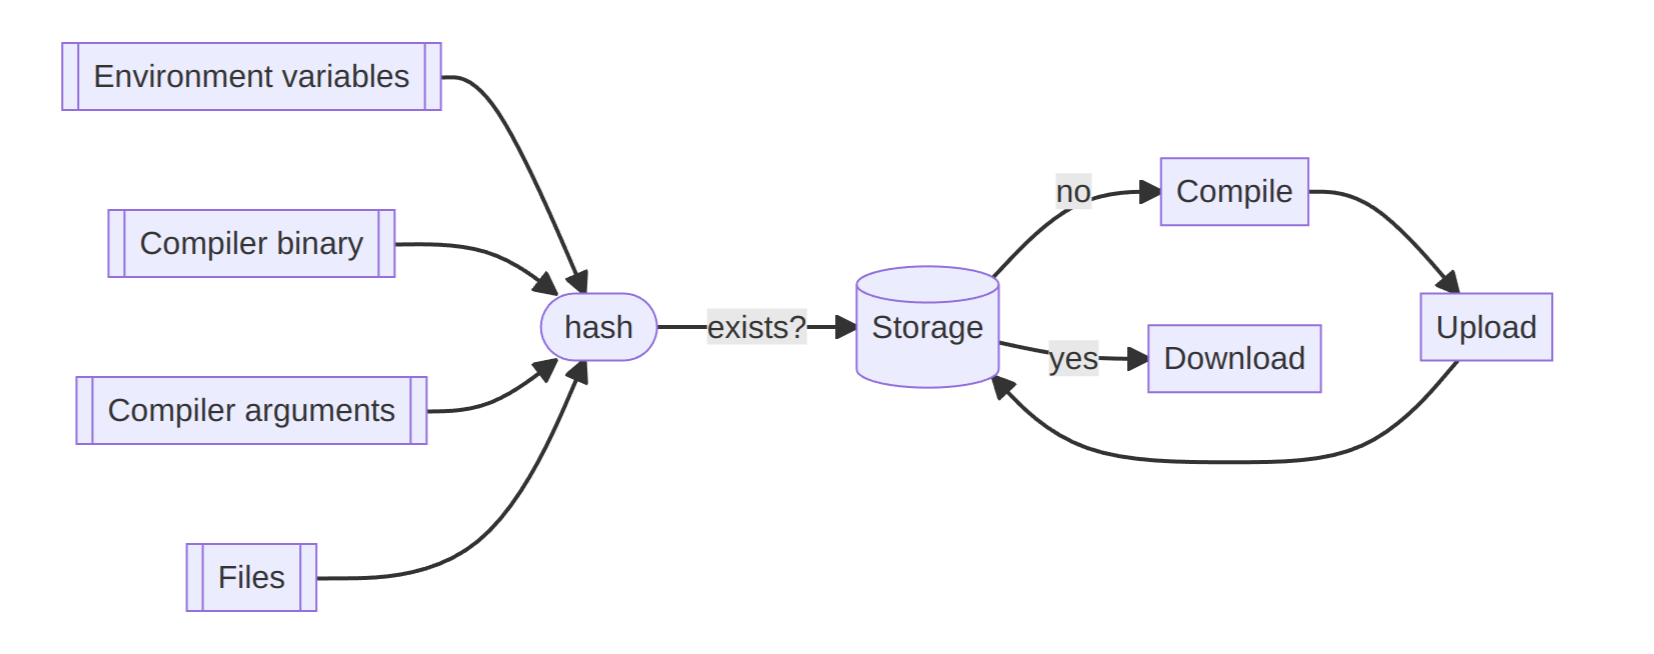 Environment variables
Compiler binary
Compiler arguments
Files
hash
exists?
Storage
no
yes
Compile
Download
Upload